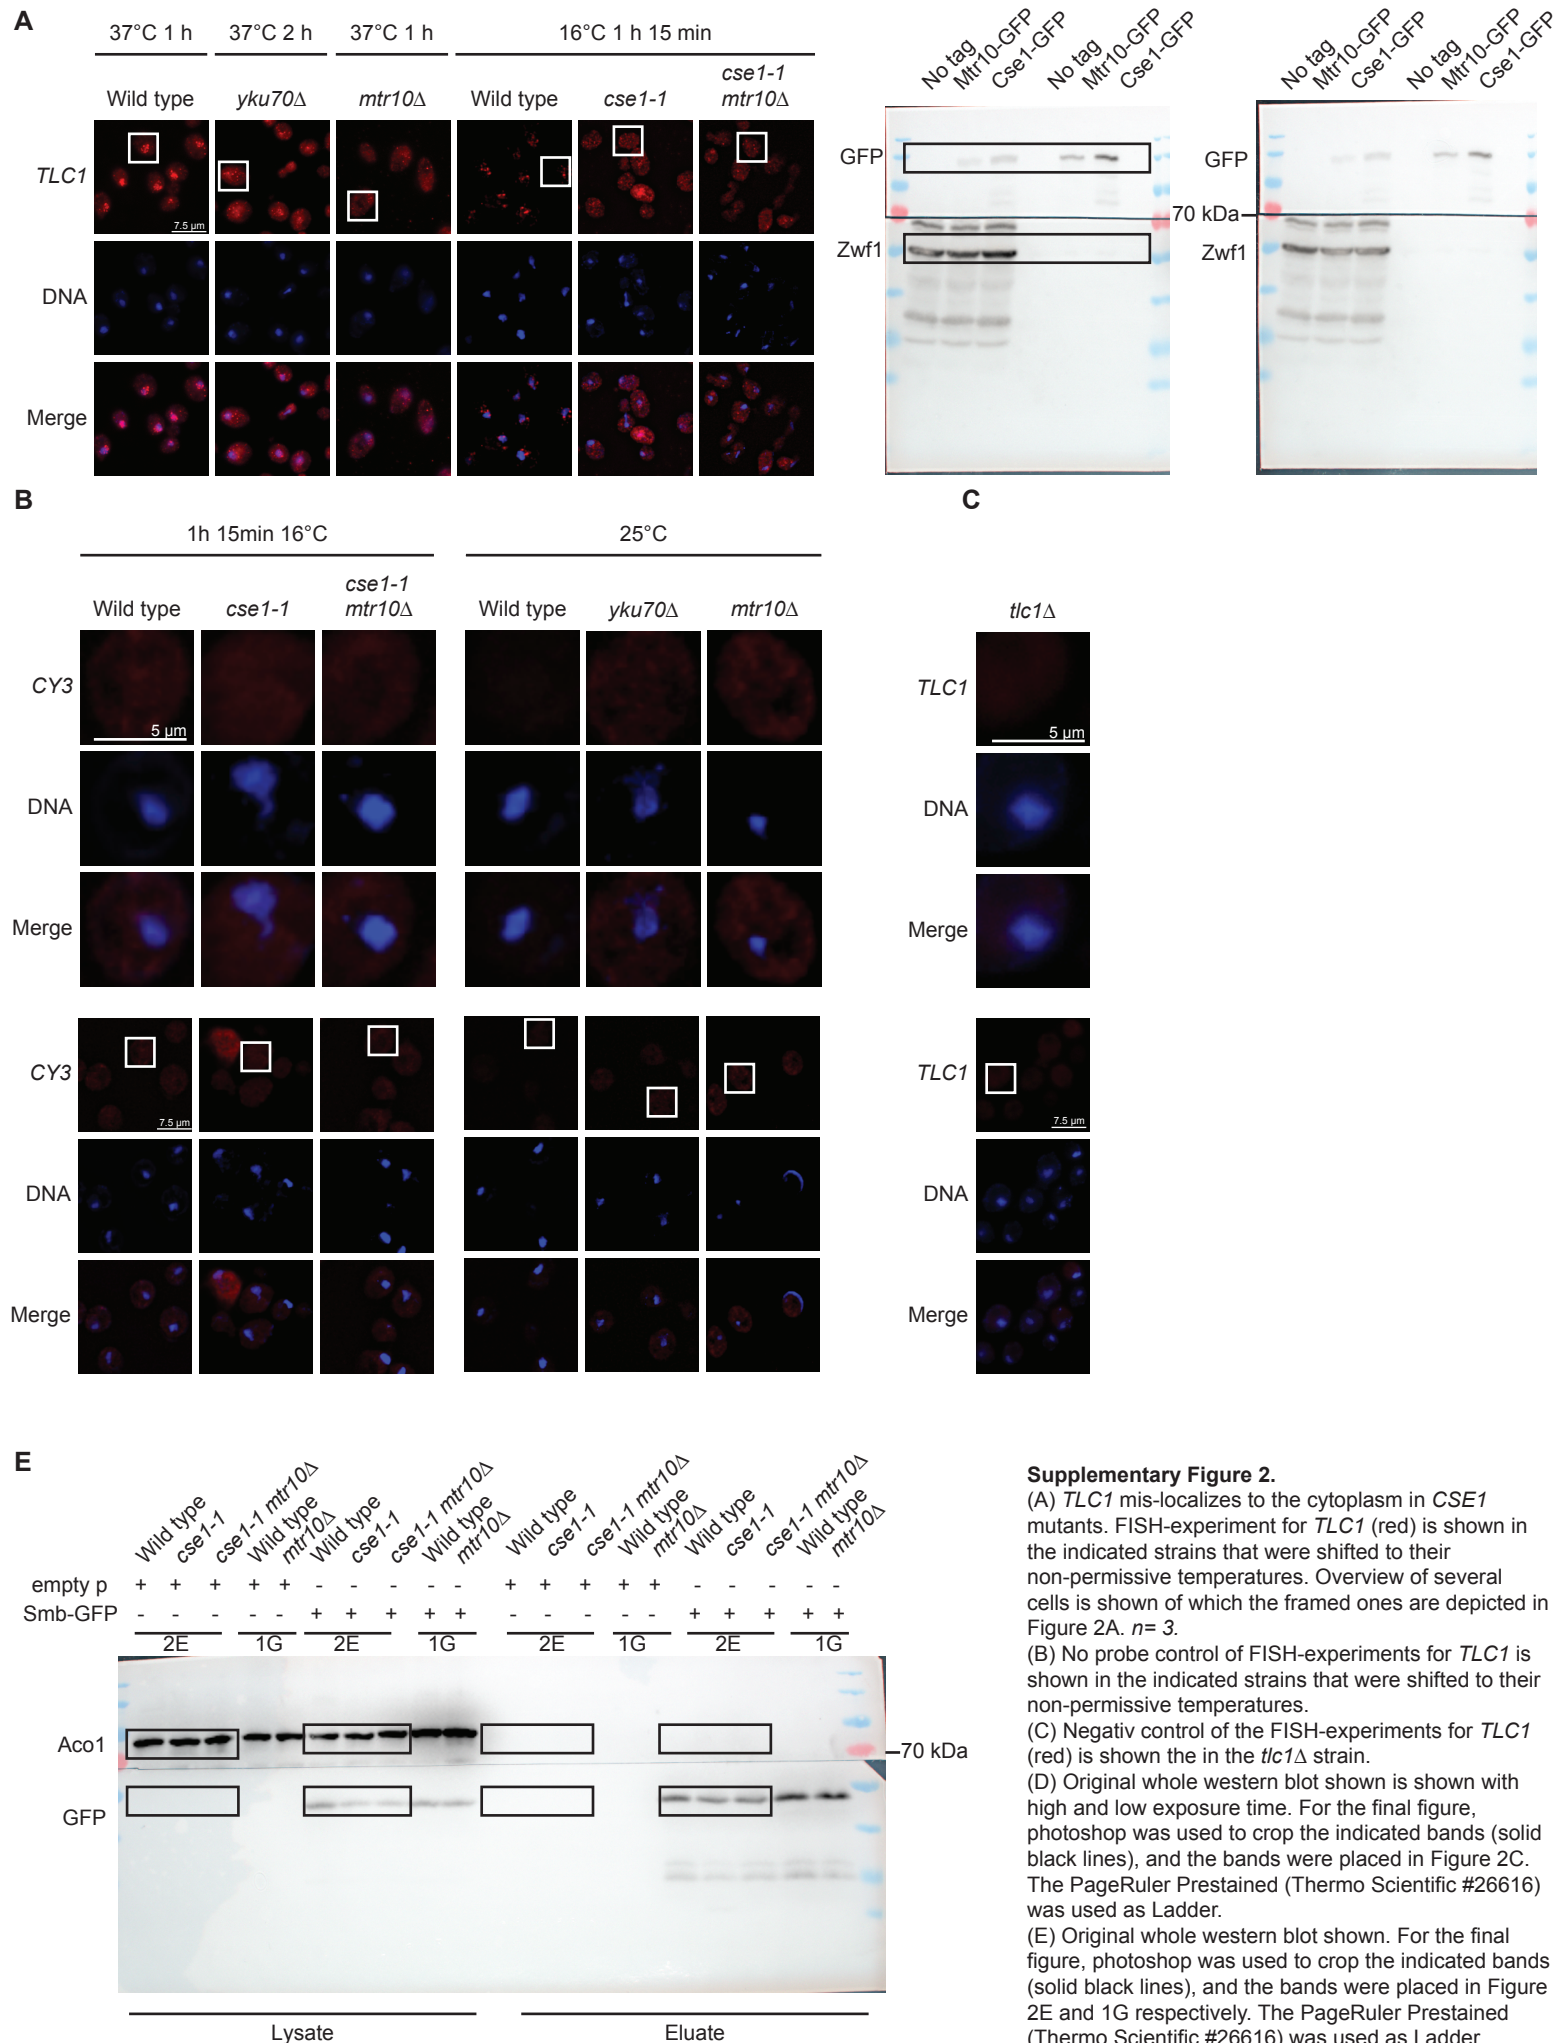 A
37°C 1 h
37°C 2 h
37°C 1 h
16°C 1 h 15 min
Wild type
yku70Δ
mtr10Δ
Wild type
cse1-1
cse1-1
mtr10Δ
TLC1
7.5 µm
DNA
Merge
No tag
Mtr10-GFP
Cse1-GFP
No tag
Mtr10-GFP
Cse1-GFP
GFP
Zwf1
No tag
Mtr10-GFP
Cse1-GFP
No tag
Mtr10-GFP
Cse1-GFP
GFP
70 kDa
Zwf1
B
1h 15min 16°C
25°C
Wild type
cse1-1
cse1-1
mtr10Δ
Wild type
yku70Δ
mtr10Δ
CY3
5 µm
DNA
Merge
CY3
7.5 µm
DNA
Merge
C
tlc1Δ
TLC1
5 µm
DNA
Merge
TLC1
7.5 µm
DNA
Merge
E
Wild type
cse1-1
cse1-1 mtr10Δ
Wild type
mtr10Δ
Wild type
cse1-1
cse1-1 mtr10Δ
Wild type
mtr10Δ
Wild type
cse1-1
cse1-1 mtr10Δ
Wild type
mtr10Δ
Wild type
cse1-1
cse1-1 mtr10Δ
Wild type
mtr10Δ
empty p + + + + + - - - - - + + + + + - - - - -
Smb-GFP - - - - - + + + + + - - - - - + + + + +
2E 1G 2E 1G 2E 1G 2E 1G
Aco1
70 kDa
GFP
Lysate
Eluate
Supplementary Figure 2.
(A) TLC1 mis-localizes to the cytoplasm in CSE1
mutants. FISH-experiment for TLC1 (red) is shown in
the indicated strains that were shifted to their
non-permissive temperatures. Overview of several
cells is shown of which the framed ones are depicted in
Figure 2A. n= 3.
(B) No probe control of FISH-experiments for TLC1 is
shown in the indicated strains that were shifted to their
non-permissive temperatures.
(C) Negativ control of the FISH-experiments for TLC1
(red) is shown the in the tlc1Δ strain.
(D) Original whole western blot shown is shown with
high and low exposure time. For the final figure,
photoshop was used to crop the indicated bands (solid
black lines), and the bands were placed in Figure 2C.
The PageRuler Prestained (Thermo Scientific #26616)
was used as Ladder.
(E) Original whole western blot shown. For the final
figure, photoshop was used to crop the indicated bands
(solid black lines), and the bands were placed in Figure
2E and 1G respectively. The PageRuler Prestained
(Thermo Scientific #26616) was used as Ladder